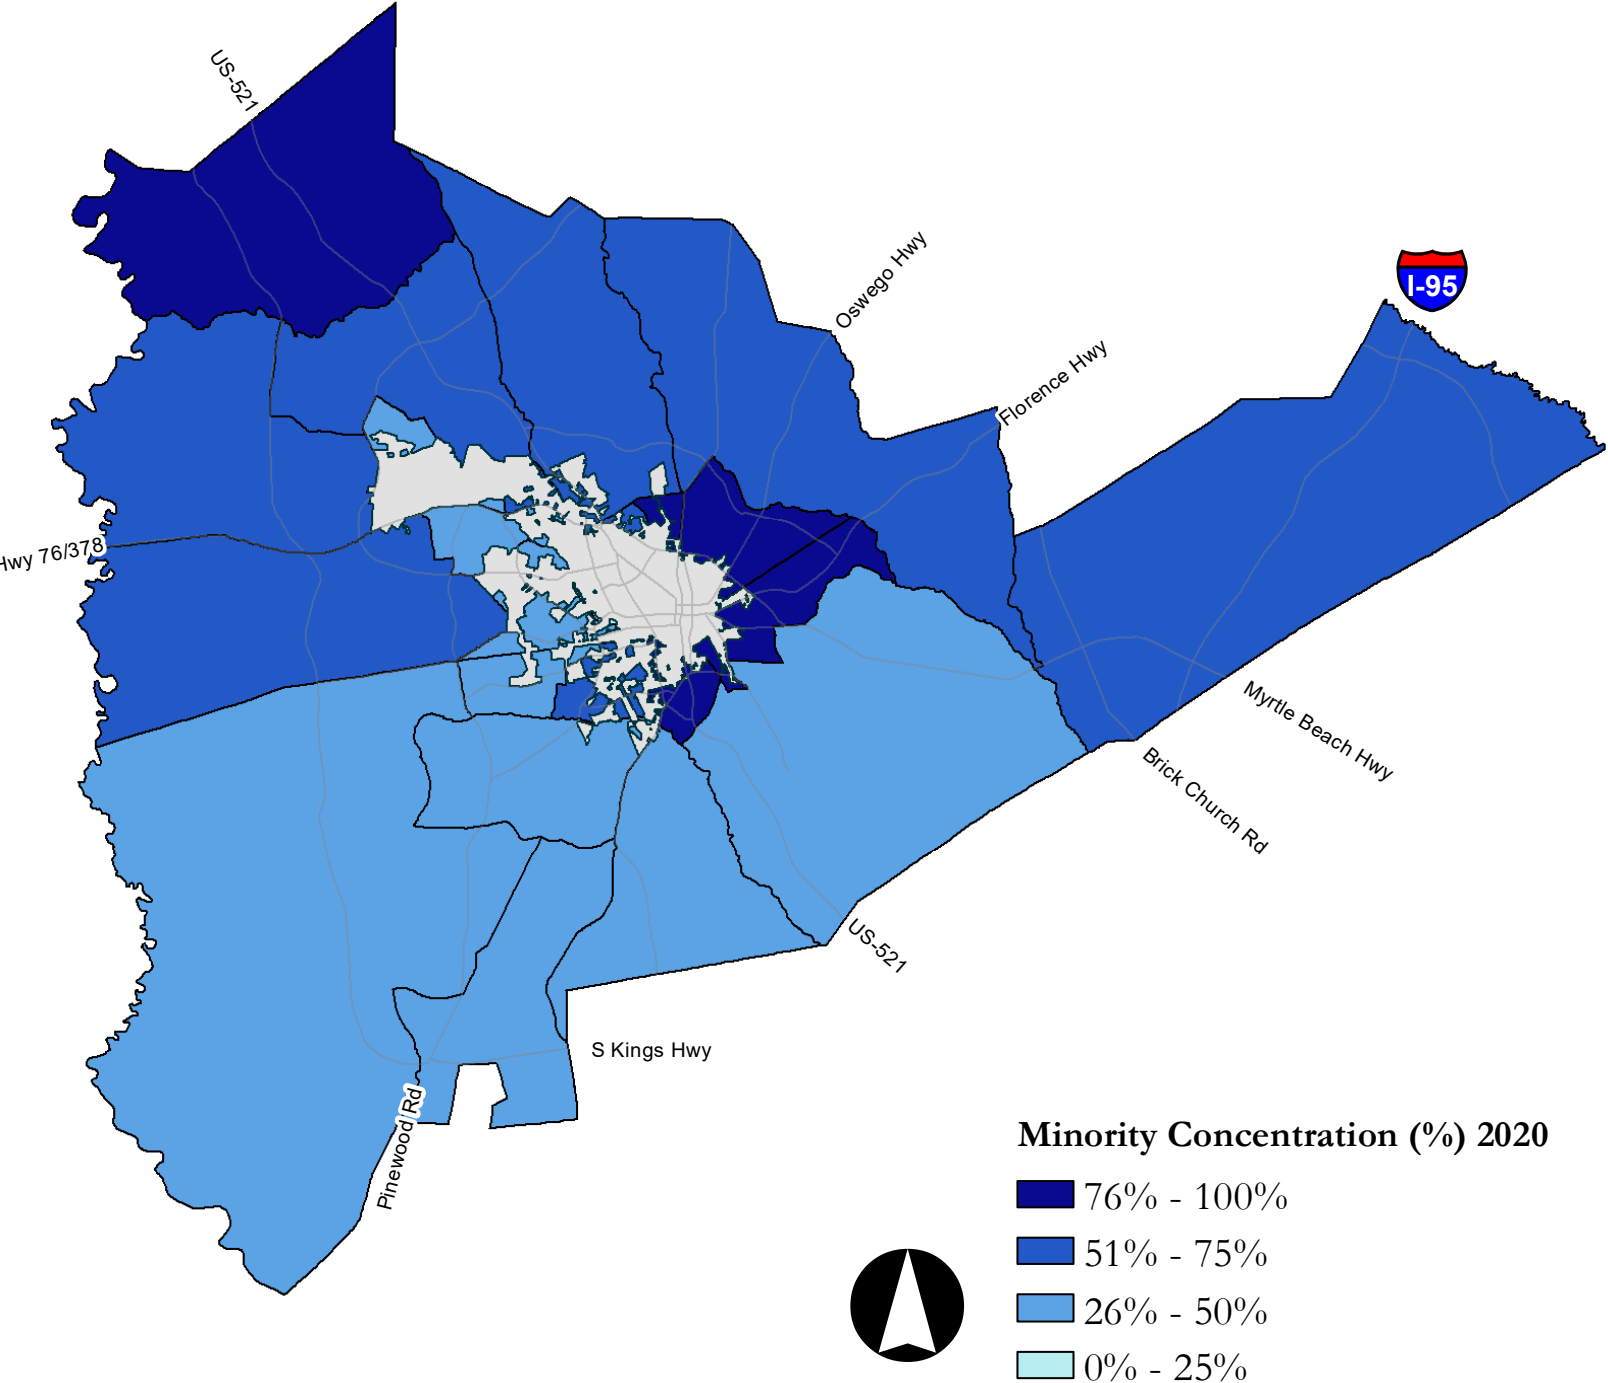 US-521
Oswego Hwy
I-95
Florence Hwy
Hwy 76/378
Myrtle Beach Hwy
Brick Church Rd
US-521
S Kings Hwy
Pinewood Rd
Minority Concentration (%) 2020
76% - 100%
51% - 75%
26% - 50%
0% - 25%